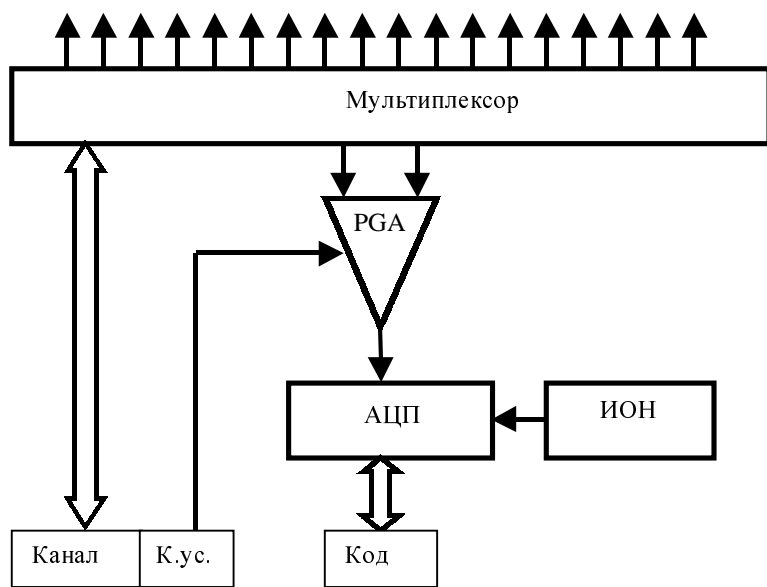 Мультиплексор
PGA
АЦП
ИОН
Канал
К.ус.
Код